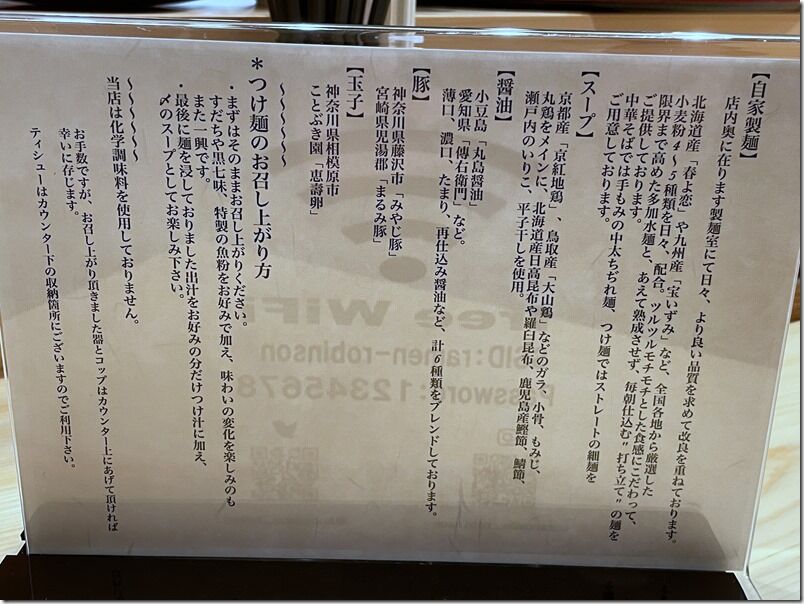 【自家製麺】
店内奥に在ります製麺室にて日々、より良い品質を求めて改良を重ねております。
北海道産「春よ恋」や九州産「宝いずみ」など、全国各地から厳選した
小麦粉4~5種類を日々、配合。ツルツルモチモチとした食感にこだわって、
限界まで高めた多加水麺と、あえて熟成させず、毎朝仕込む"打ち立て"の麺を
ご提供しております。
中華そばでは手もみの中太ちぢれ麺、つけ麺ではストレートの細麺を
ご用意しております。
【スープ】
京都産「京紅地鶏」、鳥取産「大山鶏」などのガラ、小骨、もみじ、
丸鶏をメインに、北海道産日高昆布や羅臼昆布、鹿児島産鰹節、鯖節、
瀬戸内のいりこ、平子干しを使用。
【醤油】
小豆島「丸島醤油」
愛知県「傳右衛門」など。
薄口、濃口、たまり、再仕込み醤油など、計6種類をブレンドしております。
【豚】
神奈川県藤沢市「みやじ豚」
宮崎県児湯郡「まるみ豚」
【玉子】
神奈川県相模原市
ことぶき園「恵壽卵」
~~~~~
*つけ麺のお召し上がり方
・まずはそのままお召し上がりください。
すだちや黒七味、特製の魚粉をお好みで加え、味わいの変化を楽しみのも
また一興です。
・最後に麺を浸しておりました出汁をお好みの分だけつけ汁に加え、
〆のスープとしてお楽しみ下さい。
~~~~~
当店は化学調味料を使用しておりません。
お手数ですが、お召し上がり頂きました器とコップはカウンター上にあげて頂ければ
幸いに存じます。
ティシューはカウンター下の収納箇所にございますのでご利用下さい。
Free WiFi
SSID:ramen-robinson
Password:12345678